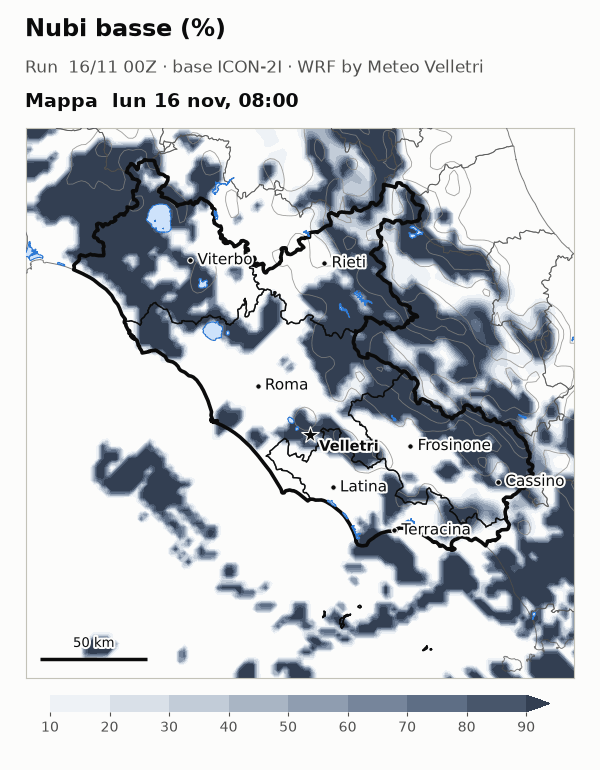 Nubi basse (%)
Run 16/11 00Z · base ICON-2I · WRF by Meteo Velletri
Mappa lun 16 nov, 08:00
Viterbo
Rieti
Roma
Velletri
Frosinone
Cassino
Latina
Terracina
50 km
10 20 30 40 50 60 70 80 90